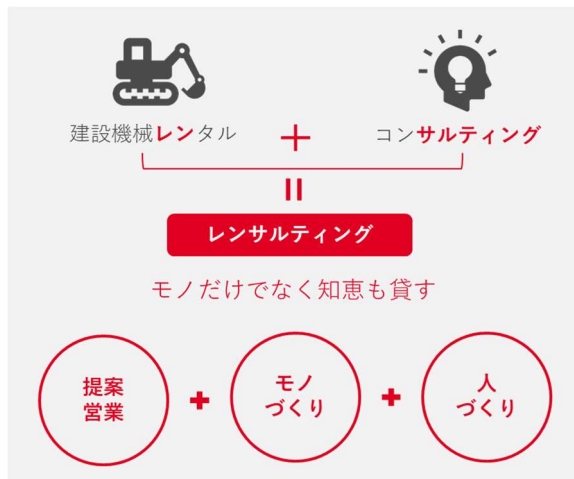 建設機械レンタル + コンサルティング
=
レンサルティング
モノだけでなく知恵も貸す
提案
営業
+
モノ
づくり
+
人
づくり